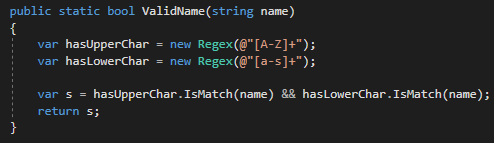 public static bool ValidName(string name)
{
var hasUpperChar = new Regex(@"[A-Z]+");
var hasLowerChar = new Regex(@"[a-s]+");
var s = hasUpperChar.IsMatch(name) && hasLowerChar.IsMatch(name);
return s;
}